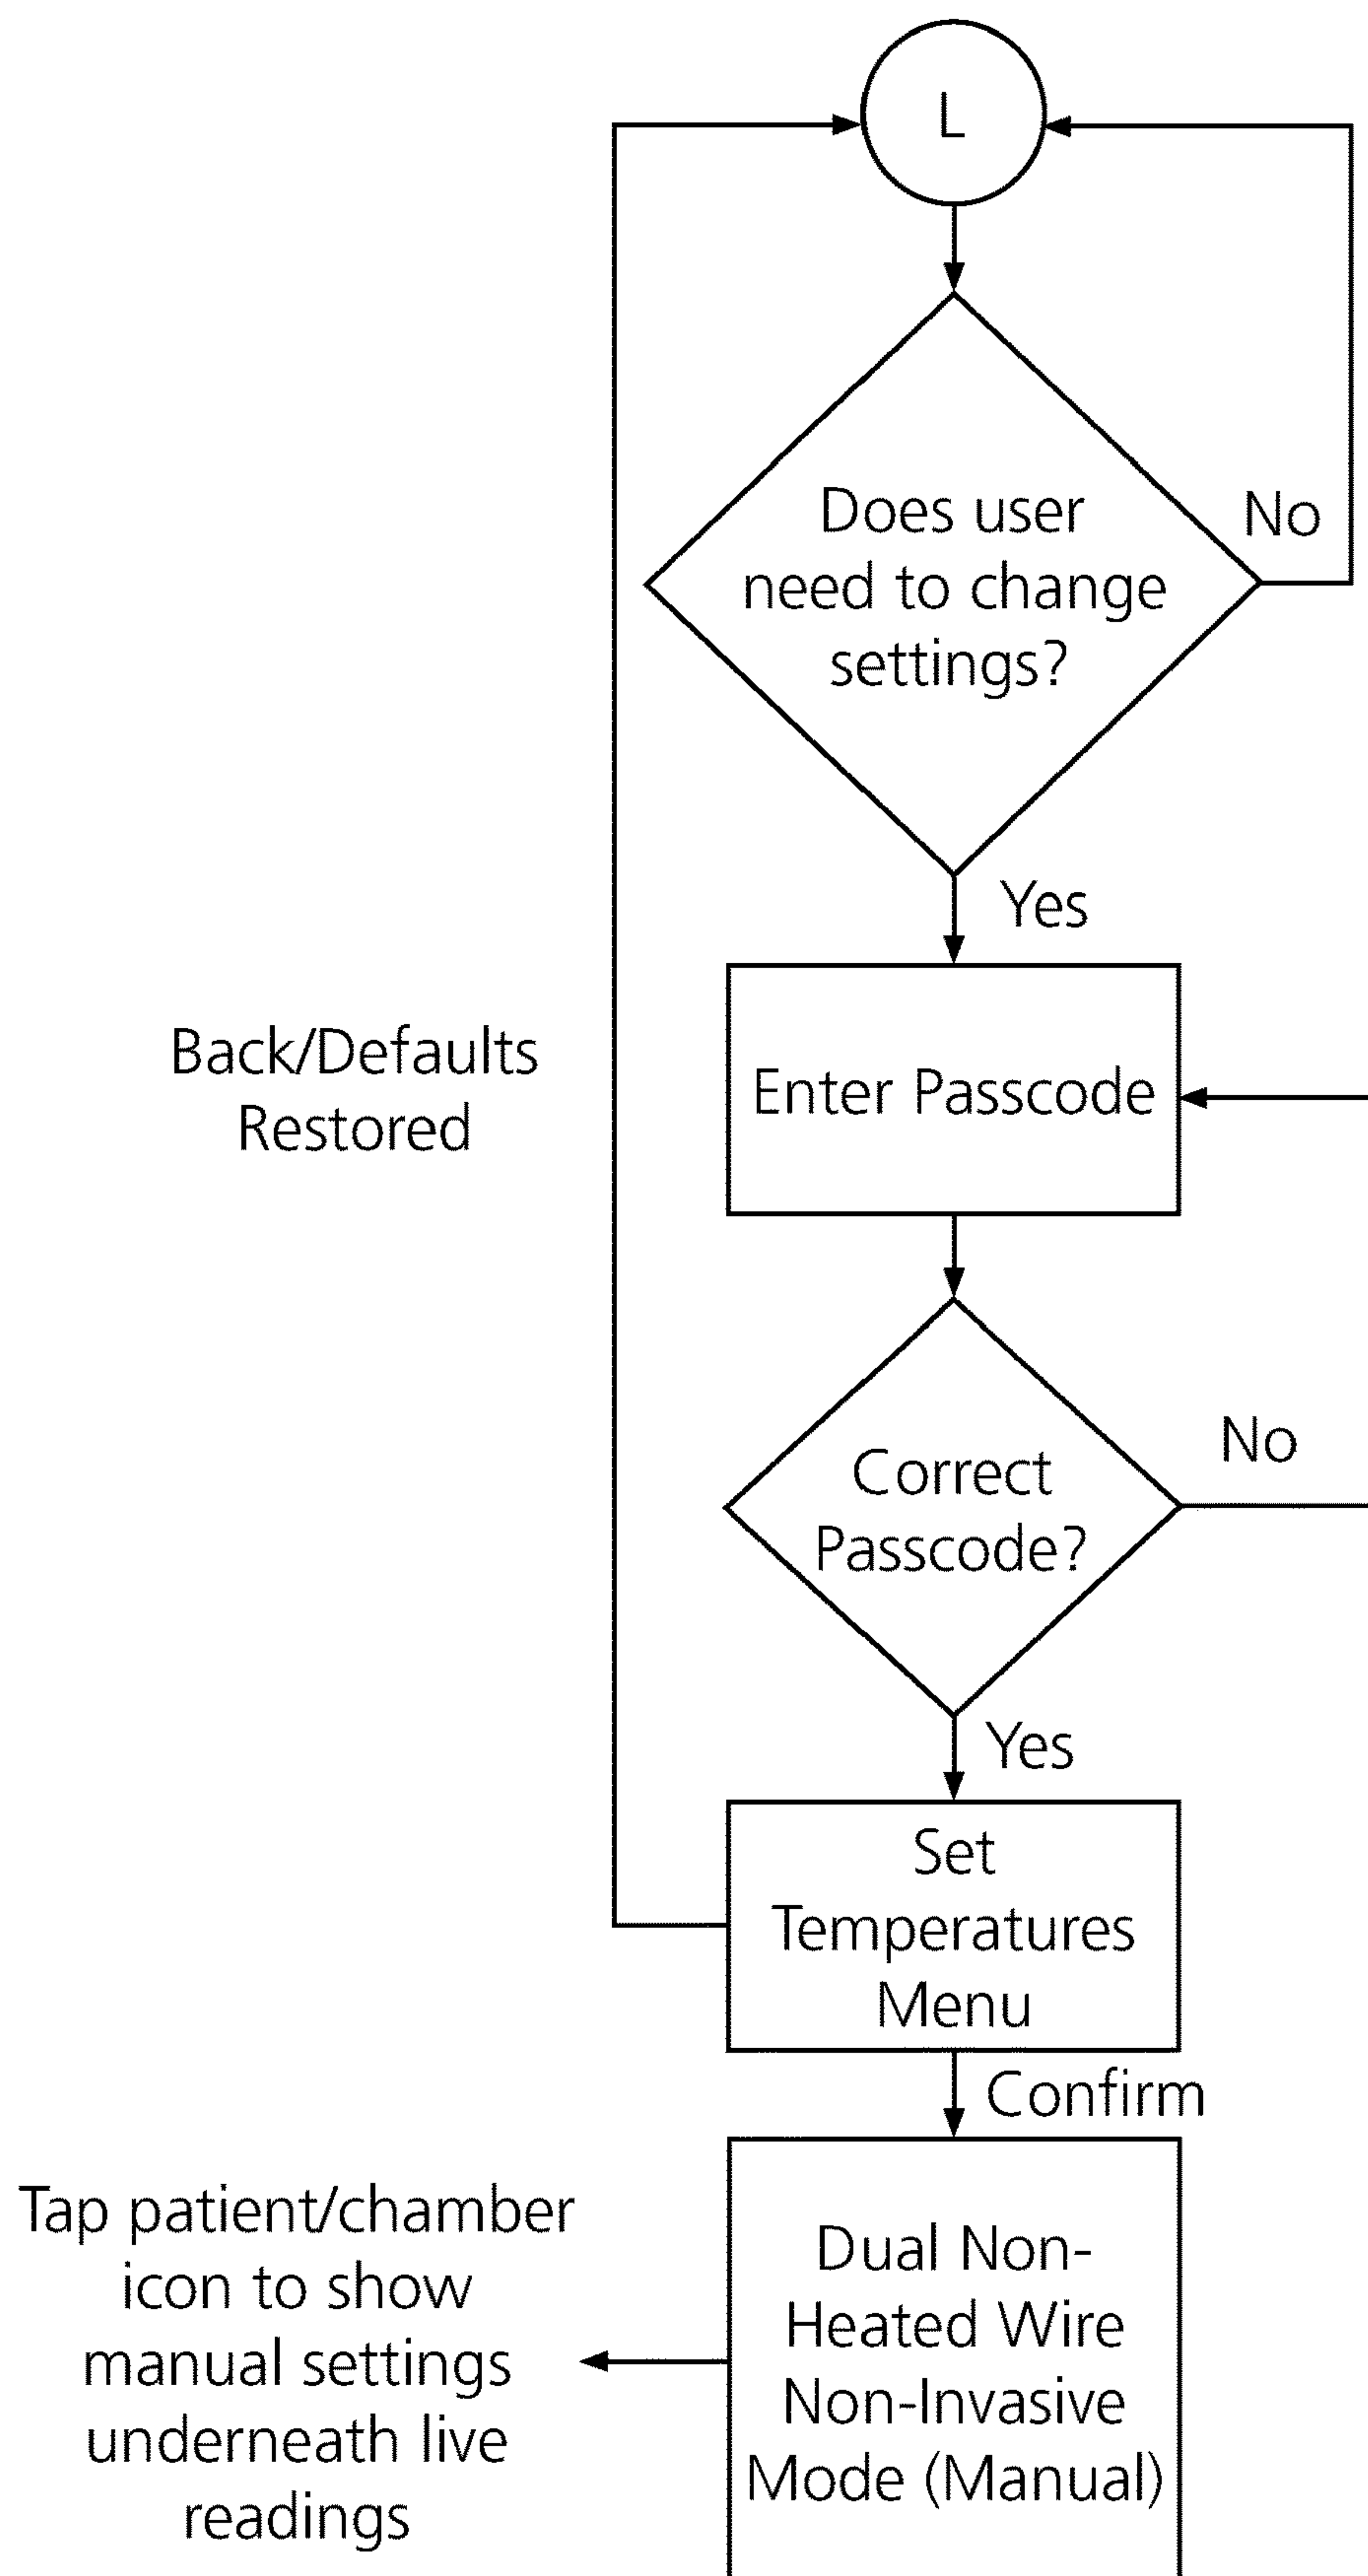 L
Does user
need to change
settings?
No
Yes
Back/Defaults
Restored
Enter Passcode
Correct
Passcode?
No
Yes
Set
Temperatures
Menu
Confirm
Tap patient/chamber
icon to show
manual settings
underneath live
readings
Dual Non-
Heated Wire
Non-Invasive
Mode (Manual)